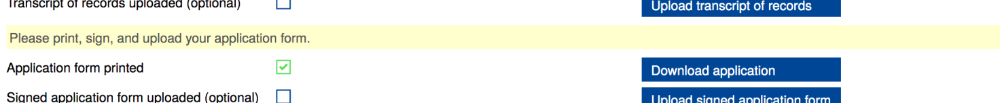 Transcript of records uploaded (optional)
Upload transcript of records
Please print, sign, and upload your application form.
Application form printed
Download application
Signed application form uploaded (optional)
Upload signed application form